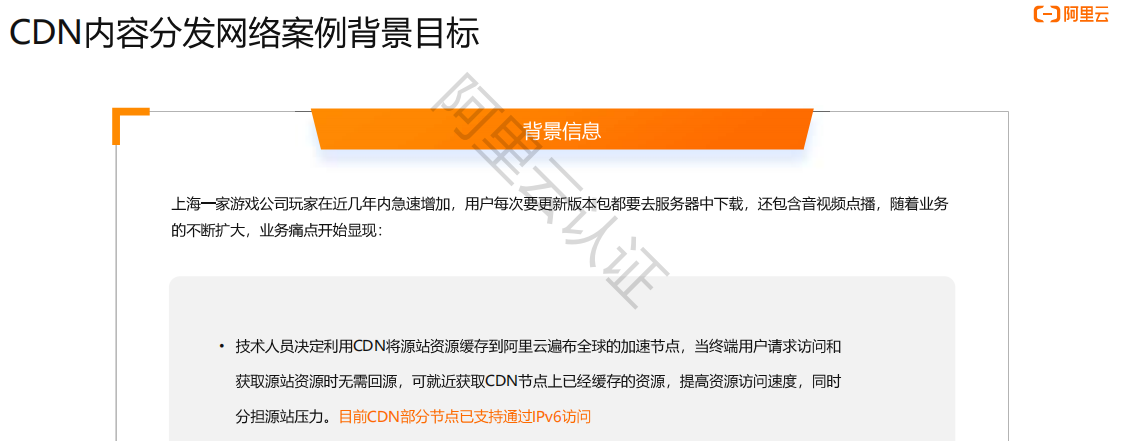 CDN内容分发网络案例背景目标
阿里云
背景信息
上海一家游戏公司玩家在近几年内急速增加，用户每次要更新版本包都要去服务器中下载，还包含音视频点播，随着业务
的不断扩大，业务痛点开始显现：
• 技术人员决定利用CDN将源站资源缓存到阿里云遍布全球的加速节点，当终端用户请求访问和
获取源站资源时无需回源，可就近获取CDN节点上已经缓存的资源，提高资源访问速度，同时
分担源站压力。目前CDN部分节点已支持通过IPv6访问
阿里云认证